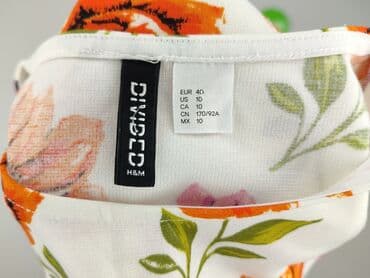 DIVIDED
H&M
EUR 40
US 10
CA 10
CN 170/92A
MX 10